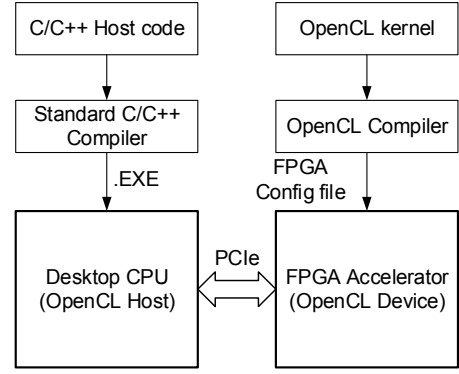 C/C++ Host code
OpenCL kernel
Standard C/C++
Compiler
OpenCL Compiler
.EXE
FPGA
Config file
Desktop CPU
(OpenCL Host)
PCIe
FPGA Accelerator
(OpenCL Device)